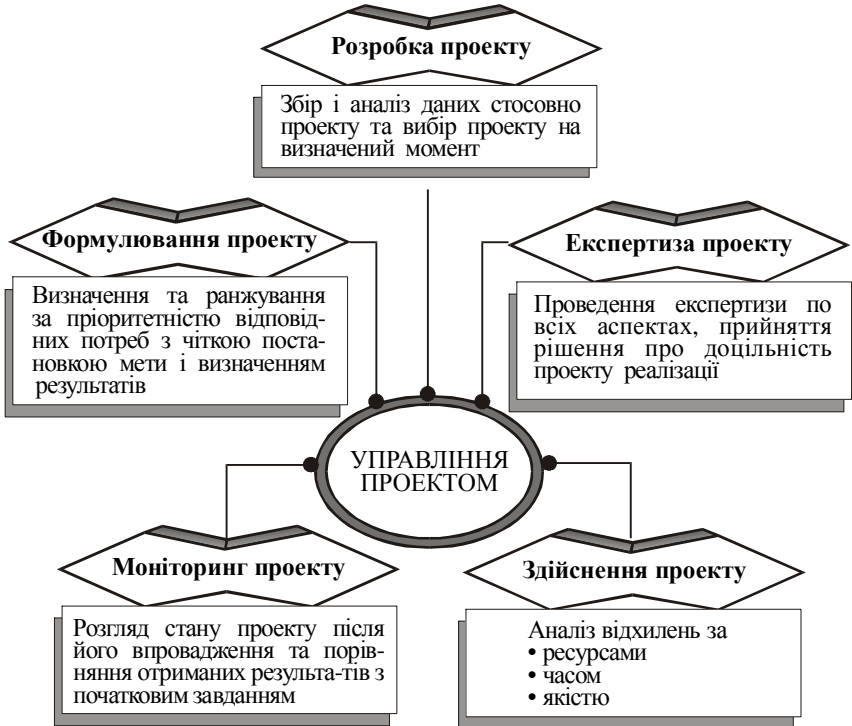 Розробка проекту
Збір і аналіз даних стосовно
проекту та вибір проекту на
визначений момент
Формулювання проекту
Визначення та ранжування
за пріоритетністю відповід-
них потреб з чіткою поста-
новкою мети і визначенням
результатів
Експертиза проекту
Проведення експертизи по
всіх аспектах, прийняття
рішення про доцільність
проекту реалізації
УПРАВЛІННЯ
ПРОЕКТОМ
Моніторинг проекту
Розгляд стану проекту після
його впровадження та порів-
няння отриманих результа-тів з
початковим завданням
Здійснення проекту
Аналіз відхилень за
• ресурсами
• часом
• якістю